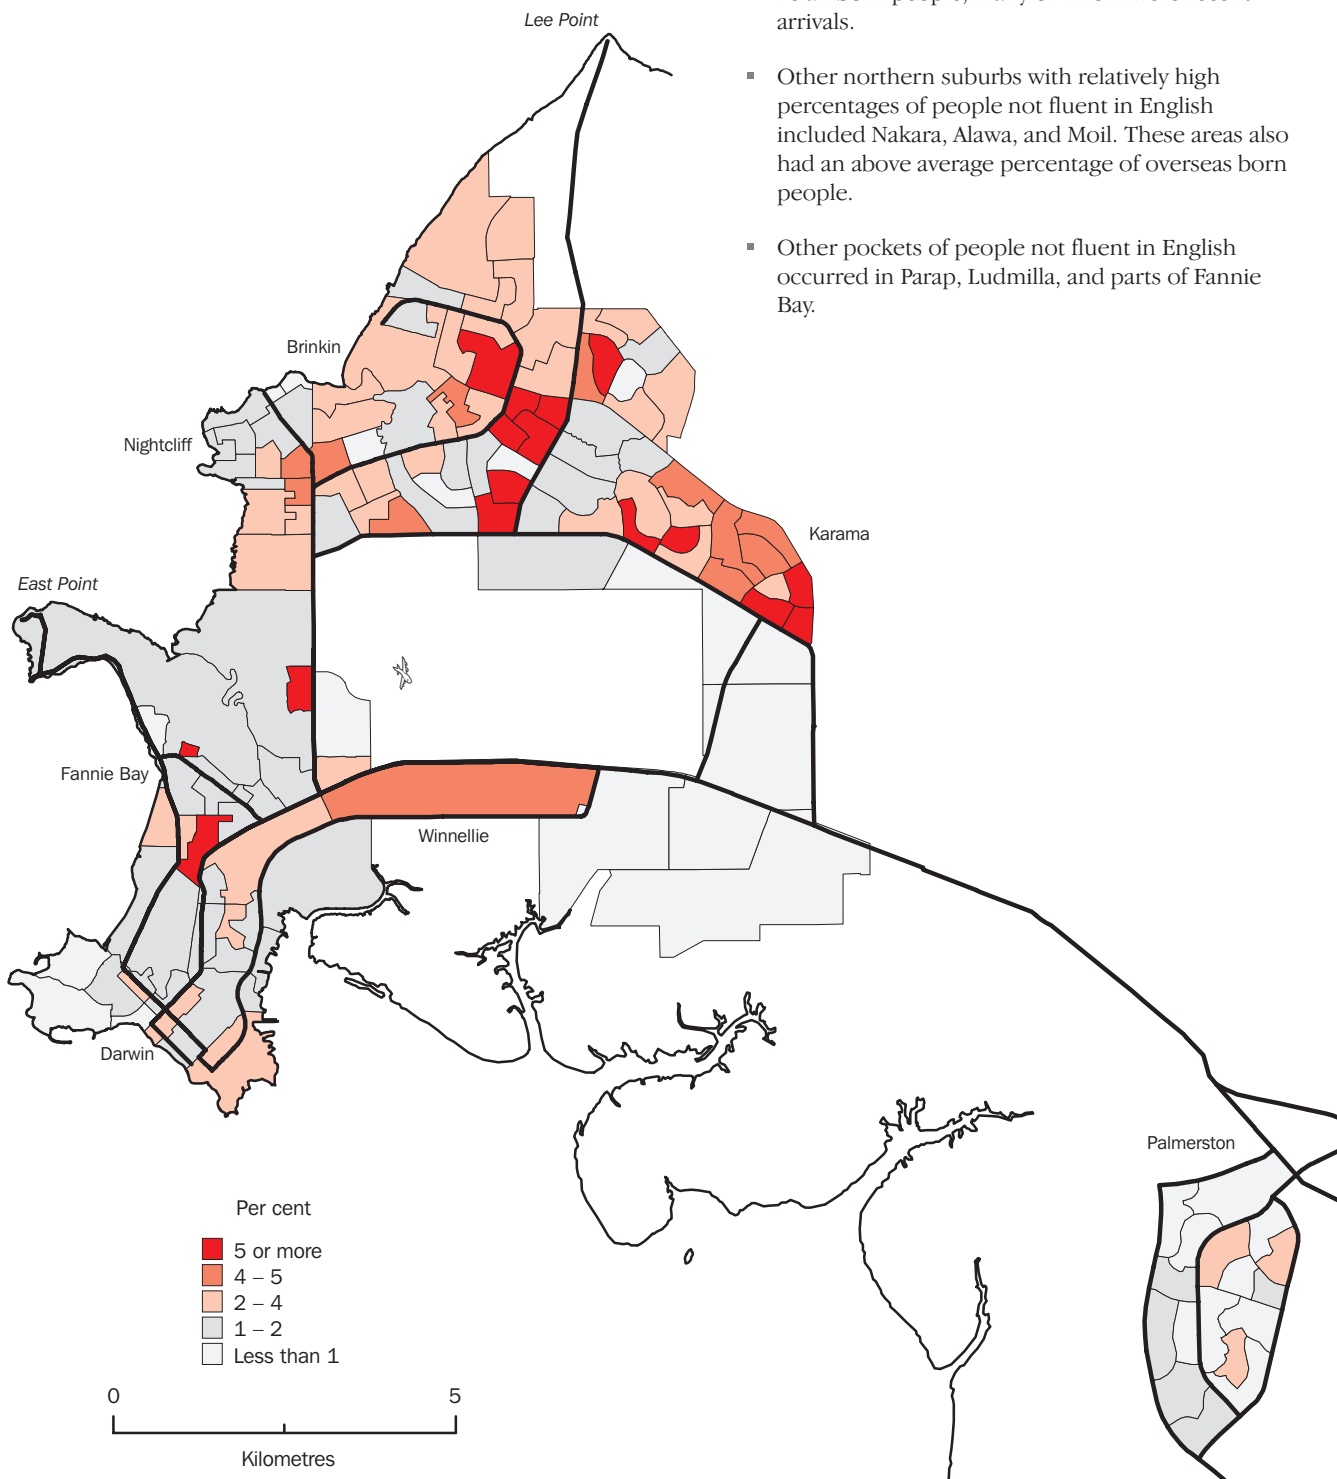 Lee Point
arrivals.
▪ Other northern suburbs with relatively high
percentages of people not fluent in English
included Nakara, Alawa, and Moil. These areas also
had an above average percentage of overseas born
people.
▪ Other pockets of people not fluent in English
occurred in Parap, Ludmilla, and parts of Fannie
Bay.
Brinkin
Nightcliff
Karama
East Point
Fannie Bay
Winnellie
Darwin
Palmerston
Per cent
5 or more
4 – 5
2 – 4
1 – 2
Less than 1
0 5
Kilometres